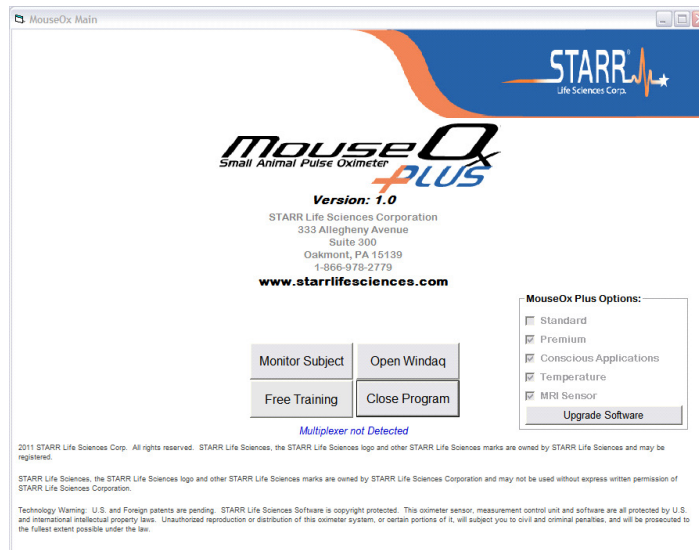 MouseOx Main
STARR
Life Sciences Corp.
Mouse Ox
Small Animal Pulse Oximeter
PLUS
Version: 1.0
STARR Life Sciences Corporation
333 Allegheny Avenue
Suite 300
Oakmont, PA 15139
1-866-978-2779
www.starrlifesciences.com
MouseOx Plus Options:
Standard
Premium
Conscious Applications
Temperature
MRI Sensor
Upgrade Software
Monitor Subject
Open Windaq
Free Training
Close Program
Multiplexer not Detected
2011 STARR Life Sciences Corp. All rights reserved. STARR Life Sciences, the STARR Life Sciences logo and other STARR Life Sciences marks are owned by STARR Life Sciences and may be
registered.
STARR Life Sciences, the STARR Life Sciences logo and other STARR Life Sciences marks are owned by STARR Life Sciences Corporation and may not be used without express written permission of
STARR Life Sciences Corporation.
Technology Warning: U.S. and Foreign patents are pending. STARR Life Sciences Software is copyright protected. This oximeter sensor, measurement control unit and software are all protected by U.S.
and international intellectual property laws. Unauthorized reproduction or distribution of this oximeter system, or certain portions of it, will subject you to civil and criminal penalties, and will be prosecuted to
the fullest extent possible under the law.